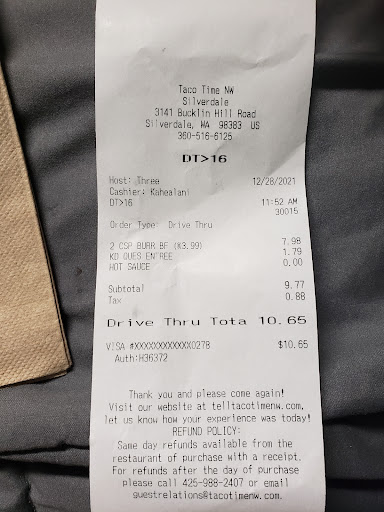 Taco Time NW
Silverdale
3141 Bucklin Hill Road
Silverdale, WA 98383 US
360-516-6125
DT>16
Host: Three 12/28/2021
Cashier: Kahealani
DT>16 11:52 AM
30015
Order Type: Drive Thru
2 CSP BURR BF (@3.99) 7.98
KD QUES ENTREE 1.79
HOT SAUCE 0.00
Subtotal 9.77
Tax 0.88
Drive Thru Tota 10.65
VISA #XXXXXXXXXXXX0278 $10.65
Auth:H36372
Thank you and please come again!
Visit our website at telltacotimenw.com,
let us know how your experience was today!
REFUND POLICY:
Same day refunds available from the
restaurant of purchase with a receipt.
For refunds after the day of purchase
please call 425-988-2407 or email
guestrelations@tacotimenw.com.